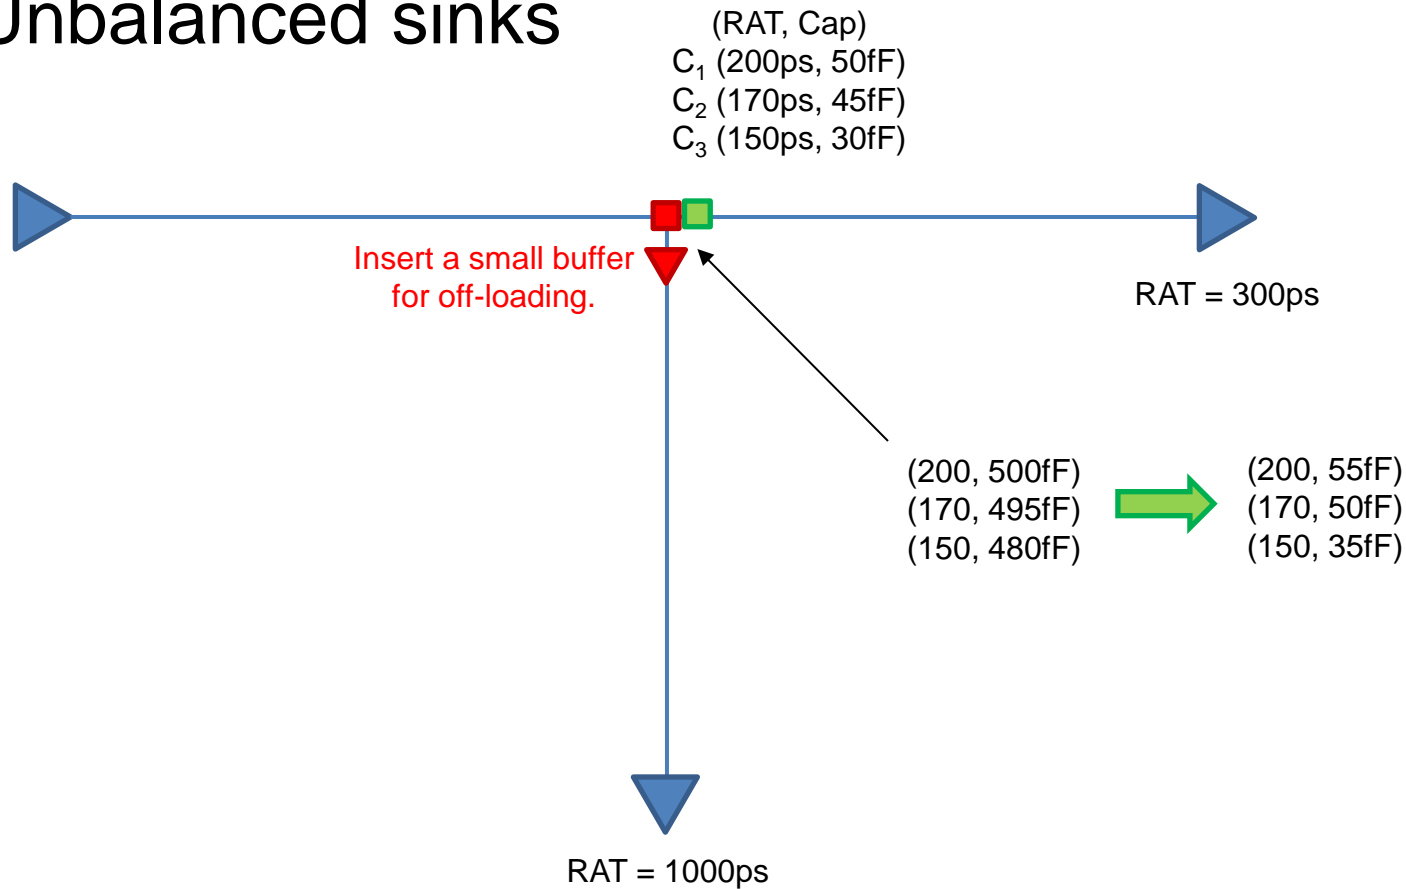 Unbalanced sinks
(RAT, Cap)
C₁ (200ps, 50fF)
C₂ (170ps, 45fF)
C₃ (150ps, 30fF)
Insert a small buffer
for off-loading.
RAT = 300ps
(200, 500fF)
(170, 495fF)
(150, 480fF)
(200, 55fF)
(170, 50fF)
(150, 35fF)
RAT = 1000ps